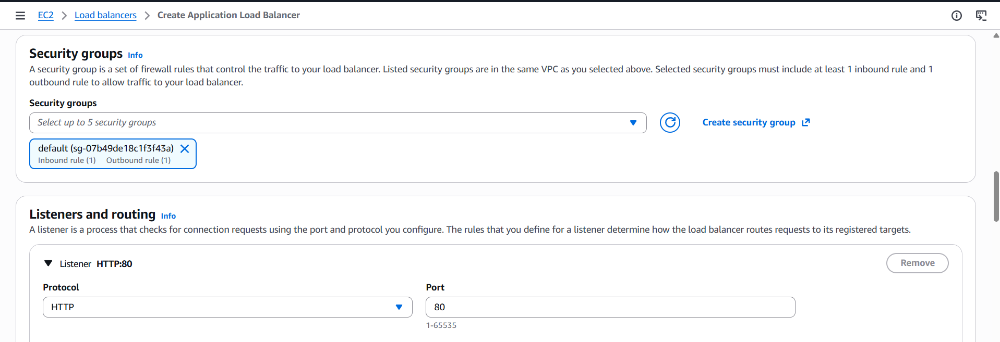 EC2 > Load balancers > Create Application Load Balancer
Security groups Info
A security group is a set of firewall rules that control the traffic to your load balancer. Listed security groups are in the same VPC as you selected above. Selected security groups must include at least 1 inbound rule and 1
outbound rule to allow traffic to your load balancer.
Security groups
Select up to 5 security groups
Create security group
default (sg-07b49de18c1f3f43a)
Inbound rule (1) Outbound rule (1)
Listeners and routing Info
A listener is a process that checks for connection requests using the port and protocol you configure. The rules that you define for a listener determine how the load balancer routes requests to its registered targets.
Listener HTTP:80
Remove
Protocol Port
HTTP 80
1-65535